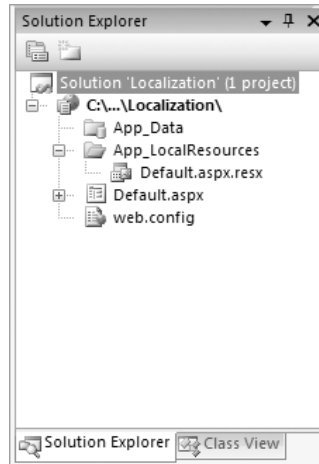 Solution Explorer
Solution 'Localization' (1 project)
C:\...\Localization\
App_Data
App_LocalResources
Default.aspx.resx
Default.aspx
web.config
Solution Explorer Class View